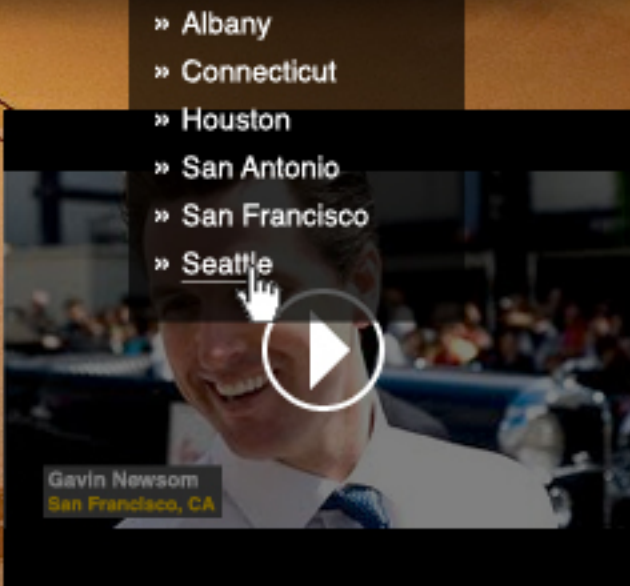 » Albany
» Connecticut
» Houston
» San Antonio
» San Francisco
» Seattle
Gavin Newsom
San Francisco, CA